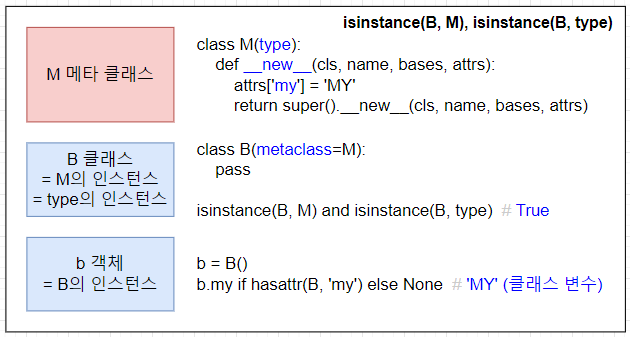 isinstance(B, M), isinstance(B, type)
M 메타 클래스
class M(type):
def __new__(cls, name, bases, attrs):
attrs['my'] = 'MY'
return super().__new__(cls, name, bases, attrs)
B 클래스
= M의 인스턴스
= type의 인스턴스
class B(metaclass=M):
pass
isinstance(B, M) and isinstance(B, type) # True
b 객체
= B의 인스턴스
b = B()
b.my if hasattr(B, 'my') else None # 'MY' (클래스 변수)